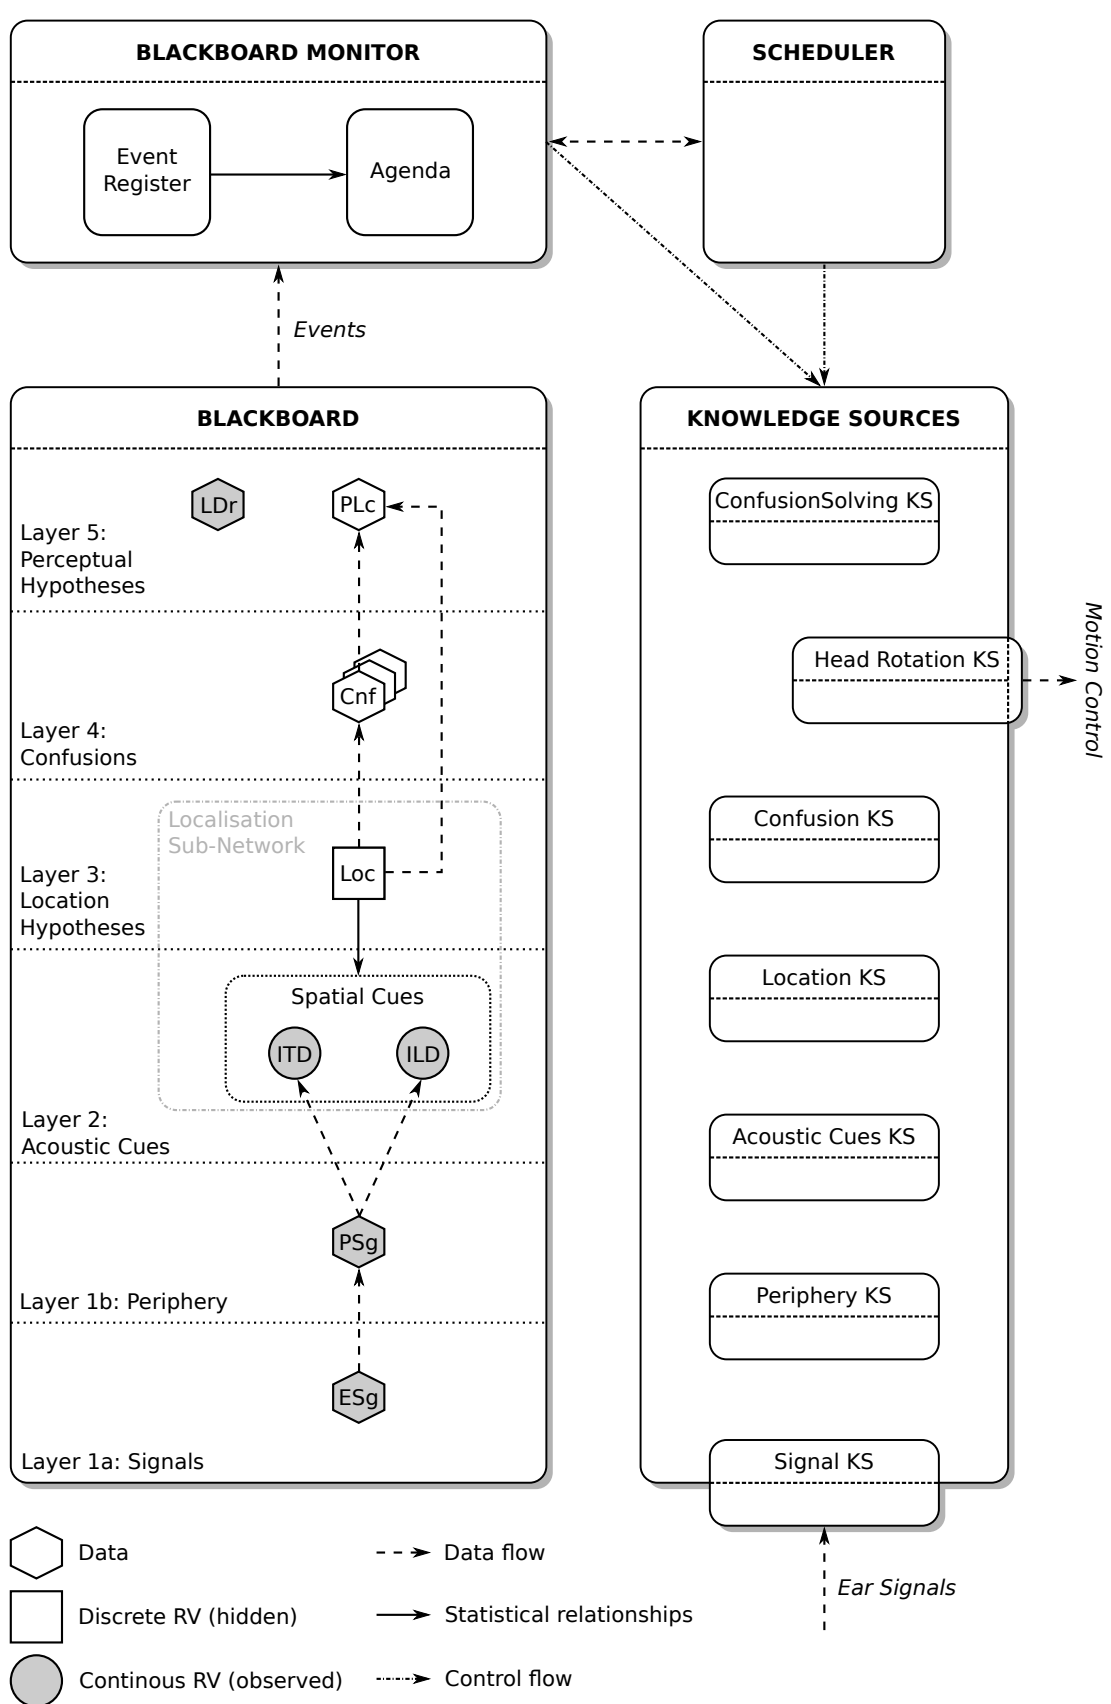 BLACKBOARD MONITOR
Event
Register
Agenda
SCHEDULER
Events
BLACKBOARD
LDr
PLc
Layer 5:
Perceptual
Hypotheses
Cnf
Layer 4:
Confusions
Localisation
Sub-Network
Loc
Layer 3:
Location
Hypotheses
Spatial Cues
ITD
ILD
Layer 2:
Acoustic Cues
PSg
Layer 1b: Periphery
ESg
Layer 1a: Signals
KNOWLEDGE SOURCES
ConfusionSolving KS
Head Rotation KS
Motion Control
Confusion KS
Location KS
Acoustic Cues KS
Periphery KS
Signal KS
Ear Signals
Data
Discrete RV (hidden)
Continous RV (observed)
Data flow
Statistical relationships
Control flow